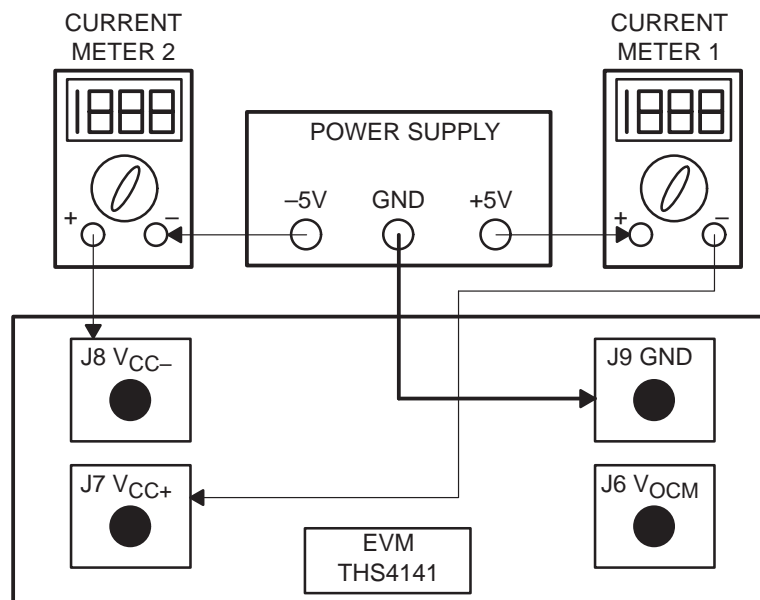 CURRENT
METER 2
CURRENT
METER 1
1888
1888
POWER SUPPLY
–5V
GND
+5V
+
–
+
–
J8 VCC–
J9 GND
J7 VCC+
J6 VOCM
EVM
THS4141